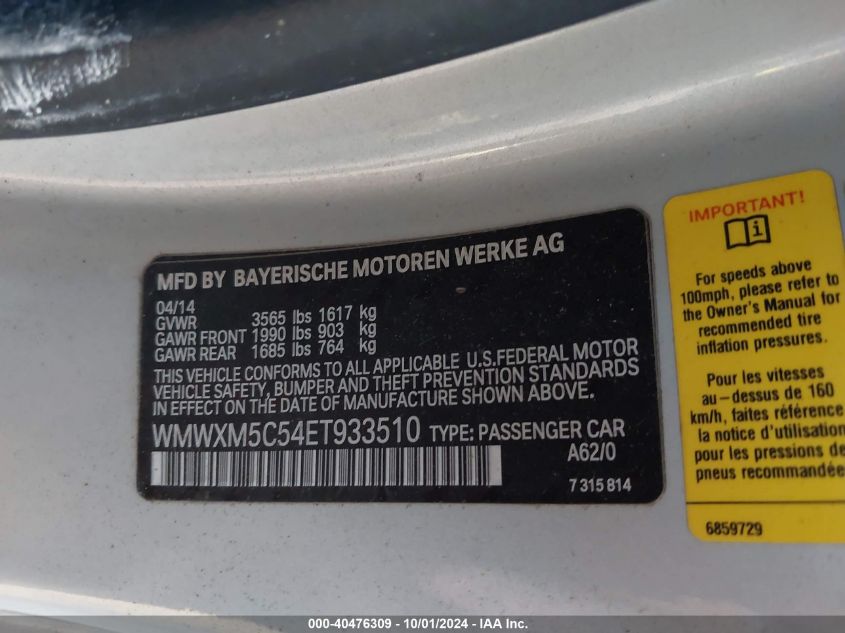 MFD BY BAYERISCHE MOTOREN WERKE AG
04/14
GVWR 3565 lbs 1617 kg
GAWR FRONT 1990 lbs 903 kg
GAWR REAR 1685 lbs 764 kg
THIS VEHICLE CONFORMS TO ALL APPLICABLE U.S.FEDERAL MOTOR
VEHICLE SAFETY, BUMPER AND THEFT PREVENTION STANDARDS
IN EFFECT ON THE DATE OF MANUFACTURE SHOWN ABOVE.
WMWXM5C54ET933510 TYPE: PASSENGER CAR
A62/0
7 315 814
IMPORTANT!
i
For speeds above
100mph, please refer to
the Owner's Manual for
recommended tire
inflation pressures.
Pour les vitesses
au-dessus de 160
km/h, faites référence
la notice d'emploi
pour les pressions de
pneus recommandée
6859729
000-40476309 - 10/01/2024 - IAA Inc.